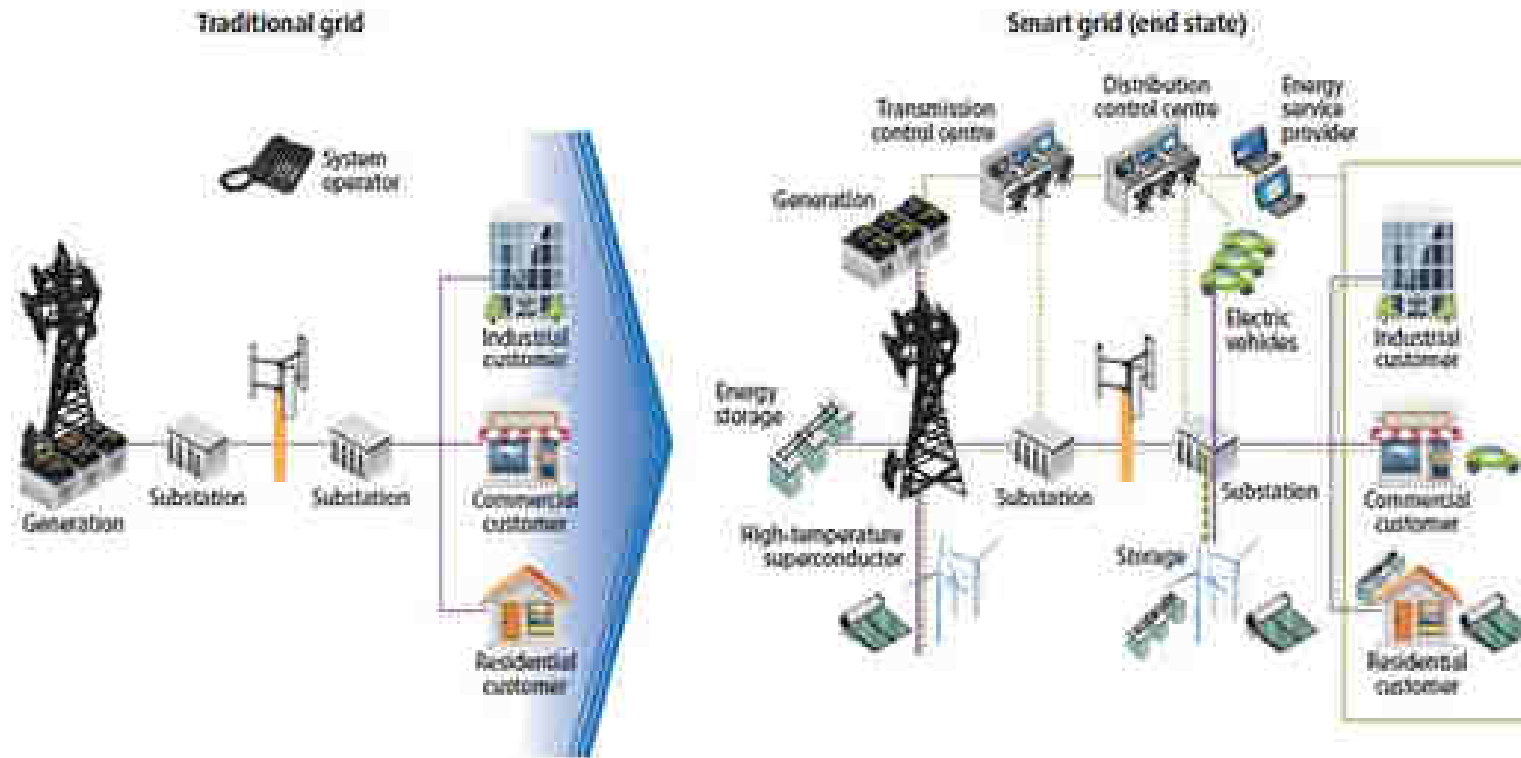 Traditional grid
System
operator
Industrial
customer
Commercial
customer
Residential
customer
Generation
Substation
Substation
Smart grid (end state)
Transmission
control centre
Distribution
control centre
Energy
service
provider
Generation
Electric
vehicles
Energy
storage
Substation
Substation
High-temperature
superconductor
Storage
Industrial
customer
Commercial
customer
Residential
customer